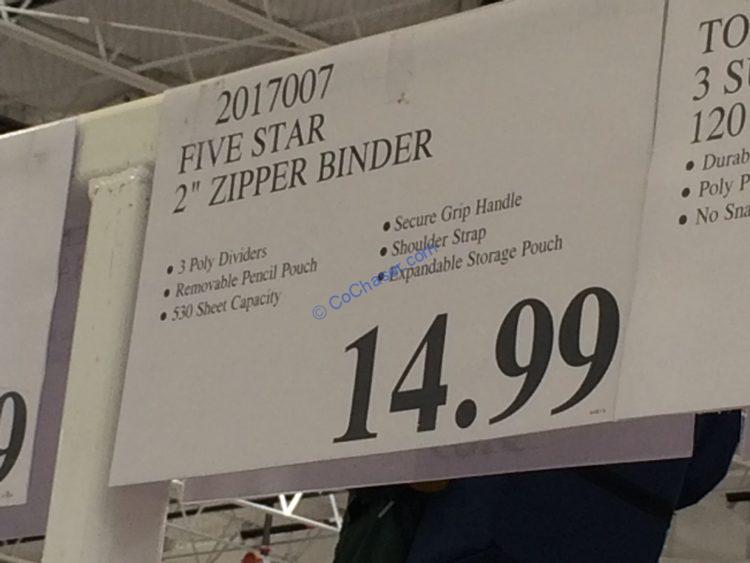 2017007
FIVE STAR
2" ZIPPER BINDER
• 3 Poly Dividers
• Removable Pencil Pouch
• 530 Sheet Capacity
• Secure Grip Handle
• Shoulder Strap
• Expandable Storage Pouch
© CoChaser.com
14.99
TO
3 S
120
• Durab
• Poly P
• No Sna
9